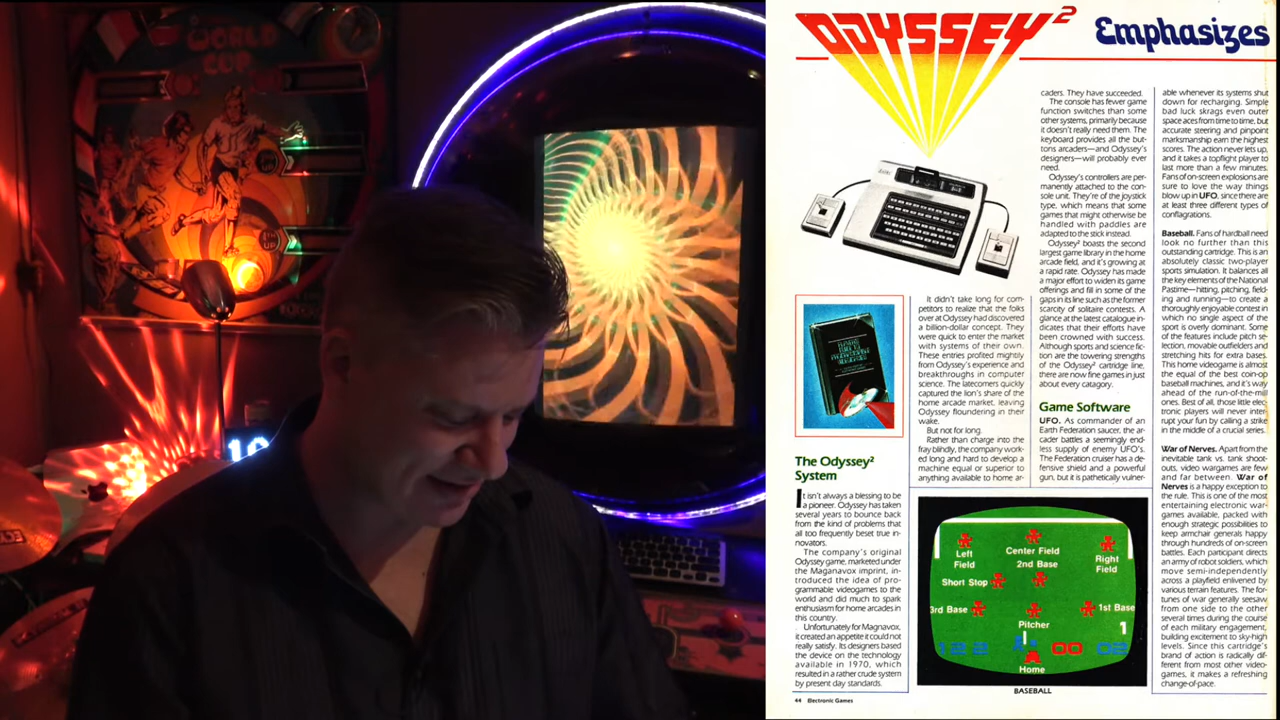 WORLD
CUP
ODYSSEY²
Emphasizes
The Odyssey²
System
It isn't always a blessing to be
a pioneer. Odyssey has taken
several years to bounce back
from the kind of problems that
all too frequently beset true in-
novators.
The company's original
Odyssey game, marketed under
the Maganavox imprint, in-
troduced the idea of pro-
grammable videogames to the
world and did much to spark
enthusiasm for home arcades in
this country.
Unfortunately for Magnavox,
it created an appetite it could not
really satisfy. Its designers based
the device on the technology
available in 1970, which
resulted in a rather crude system
by present day standards.
It didn't take long for com-
petitors to realize that the folks
over at Odyssey had discovered
a billion-dollar concept. They
were quick to enter the market
with systems of their own.
These entries profited mightily
from Odyssey's experience and
breakthroughs in computer
science. The latecomers quickly
captured the lion's share of the
home arcade market, leaving
Odyssey floundering in their
wake.
But not for long.
Rather than charge into the
fray blindly, the company work-
ed long and hard to develop a
machine equal or superior to
anything available to home ar-
caders. They have succeeded.
The console has fewer game
function switches than some
other systems, primarily because
it doesn't really need them. The
keyboard provides all the but-
tons arcaders—and Odyssey's
designers—will probably ever
need.
Odyssey's controllers are per-
manently attached to the con-
sole unit. They're of the joystick
type, which means that some
games that might otherwise be
handled with paddles are
adapted to the stick instead.
Odyssey² boasts the second
largest game library in the home
arcade field, and it's growing at
a rapid rate. Odyssey has made
a major effort to widen its game
offerings and fill in some of the
gaps in its line such as the former
scarcity of solitaire contests. A
glance at the latest catalogue in-
dicates that their efforts have
been crowned with success.
Although sports and science fic-
tion are the towering strengths
of the Odyssey² cartridge line,
there are now fine games in just
about every catagory.
Game Software
UFO. As commander of an
Earth Federation saucer, the ar-
cader battles a seemingly end-
less supply of enemy UFO's.
The Federation cruiser has a de-
fensive shield and a powerful
gun, but it is pathetically vulner-
able whenever its systems shut
down for recharging. Simple
bad luck skrags even outer
space aces from time to time, but
accurate steering and pinpoint
marksmanship earn the highest
scores. The action never lets up,
and it takes a topflight player to
last more than a few minutes.
Fans of on-screen explosions are
sure to love the way things
blow up in UFO, since there are
at least three different types of
conflagrations.
Baseball. Fans of hardball need
look no further than this
outstanding cartridge. This is an
absolutely classic two-player
sports simulation. It balances all
the key elements of the National
Pastime—hitting, pitching, field-
ing and running—to create a
thoroughly enjoyable contest in
which no single aspect of the
sport is overly dominant. Some
of the features include pitch se-
lection, movable outfielders and
stretching hits for extra bases.
This home videogame is almost
the equal of the best coin-op
baseball machines, and it's way
ahead of the run-of-the-mill
ones. Best of all, those little elec-
tronic players will never inter-
rupt your fun by calling a strike
in the middle of a crucial series.
War of Nerves. Apart from the
inevitable tank vs. tank shoot-
outs, video wargames are few
and far between. War of
Nerves is a happy exception to
the rule. This is one of the most
entertaining electronic war-
games available, packed with
enough strategic possibilities to
keep armchair generals happy
through hundreds of on-screen
battles. Each participant directs
an army of robot soldiers, which
move semi-independently
across a playfield enlivened by
various terrain features. The for-
tunes of war generally seesaw
from one side to the other
several times during the course
of each military engagement,
building excitement to sky-high
levels. Since this cartridge's
brand of action is radically dif-
ferent from most other video-
games, it makes a refreshing
change-of-pace.
Left
Field
Center Field
Right
Field
2nd Base
Short Stop
3rd Base
1st Base
Pitcher
1
00
02
Home
BASEBALL
44 Electronic Games